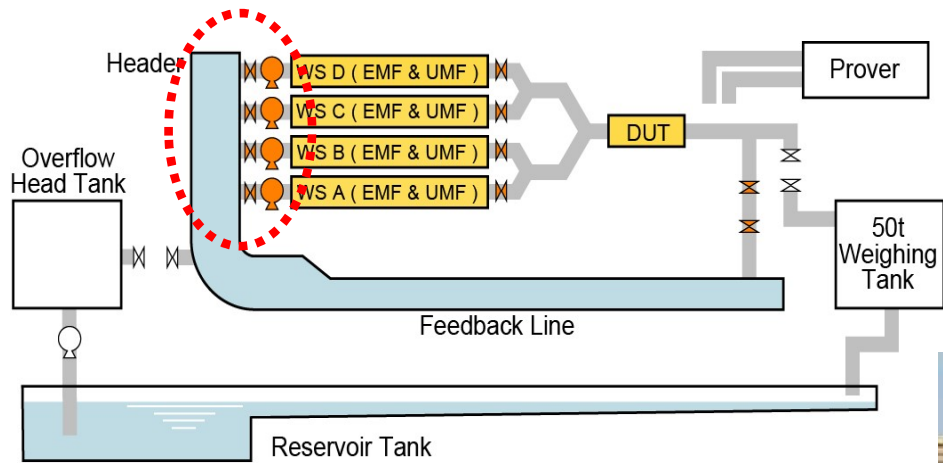 Header
WS D ( EMF & UMF )
WS C ( EMF & UMF )
WS B ( EMF & UMF )
WS A ( EMF & UMF )
DUT
Prover
Overflow
Head Tank
50t
Weighing
Tank
Feedback Line
Reservoir Tank